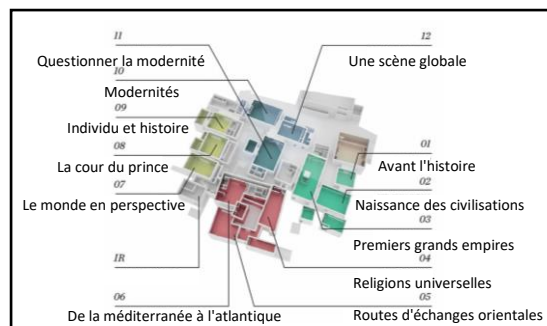 11
Questionner la modernité
10
Modernités
09
Individu et histoire
08
La cour du prince
07
Le monde en perspective
1R
06
De la méditerranée à l'atlantique
12
Une scène globale
01
Avant l'histoire
02
Naissance des civilisations
03
Premiers grands empires
04
Religions universelles
05
Routes d'échanges orientales